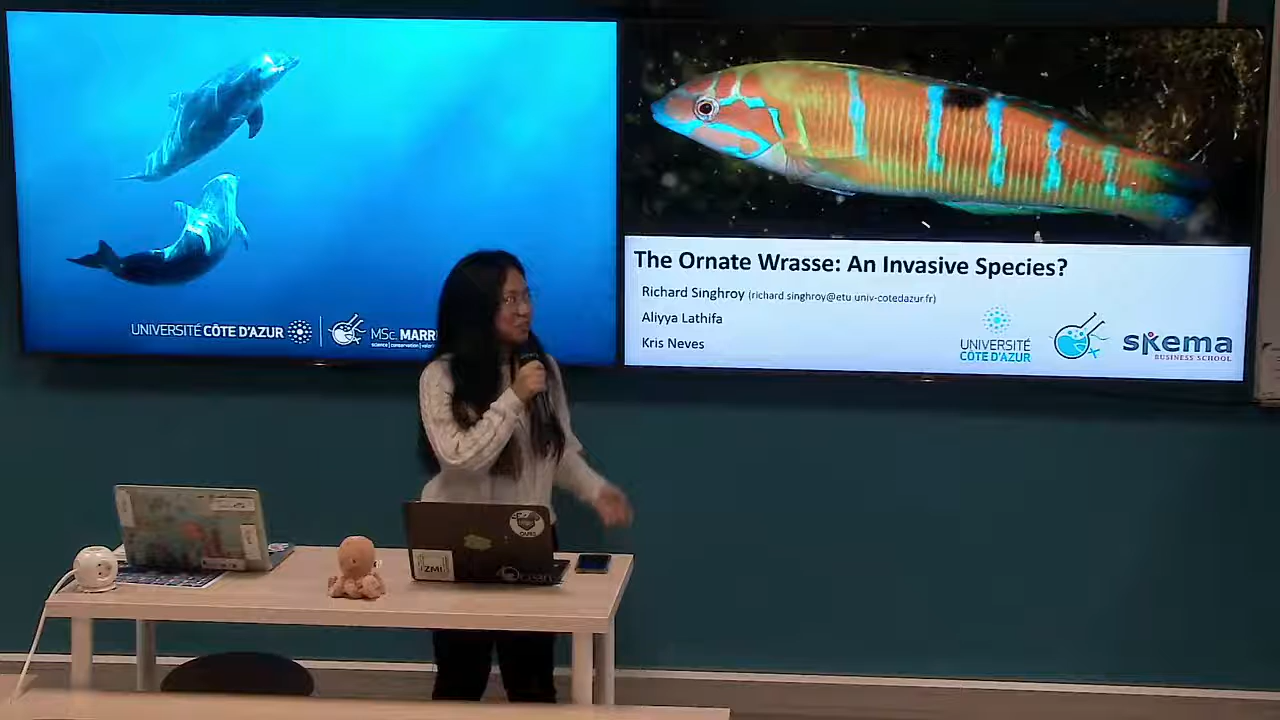 UNIVERSITÉ CÔTE D'AZUR
MSc. MARR
The Ornate Wrasse: An Invasive Species?
Richard Singhroy (richard singhroy@etu univ-cotedazur.fr)
Aliyya Lathifa
Kris Neves
UNIVERSITÉ
CÔTE D'AZUR
skema
BUSINESS SCHOOL
ZMI